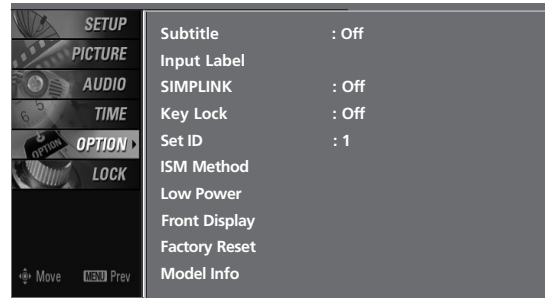 SETUP
PICTURE
AUDIO
TIME
OPTION
LOCK
Move MENU Prev
Subtitle : Off
Input Label
SIMPLINK : Off
Key Lock : Off
Set ID : 1
ISM Method
Low Power
Front Display
Factory Reset
Model Info